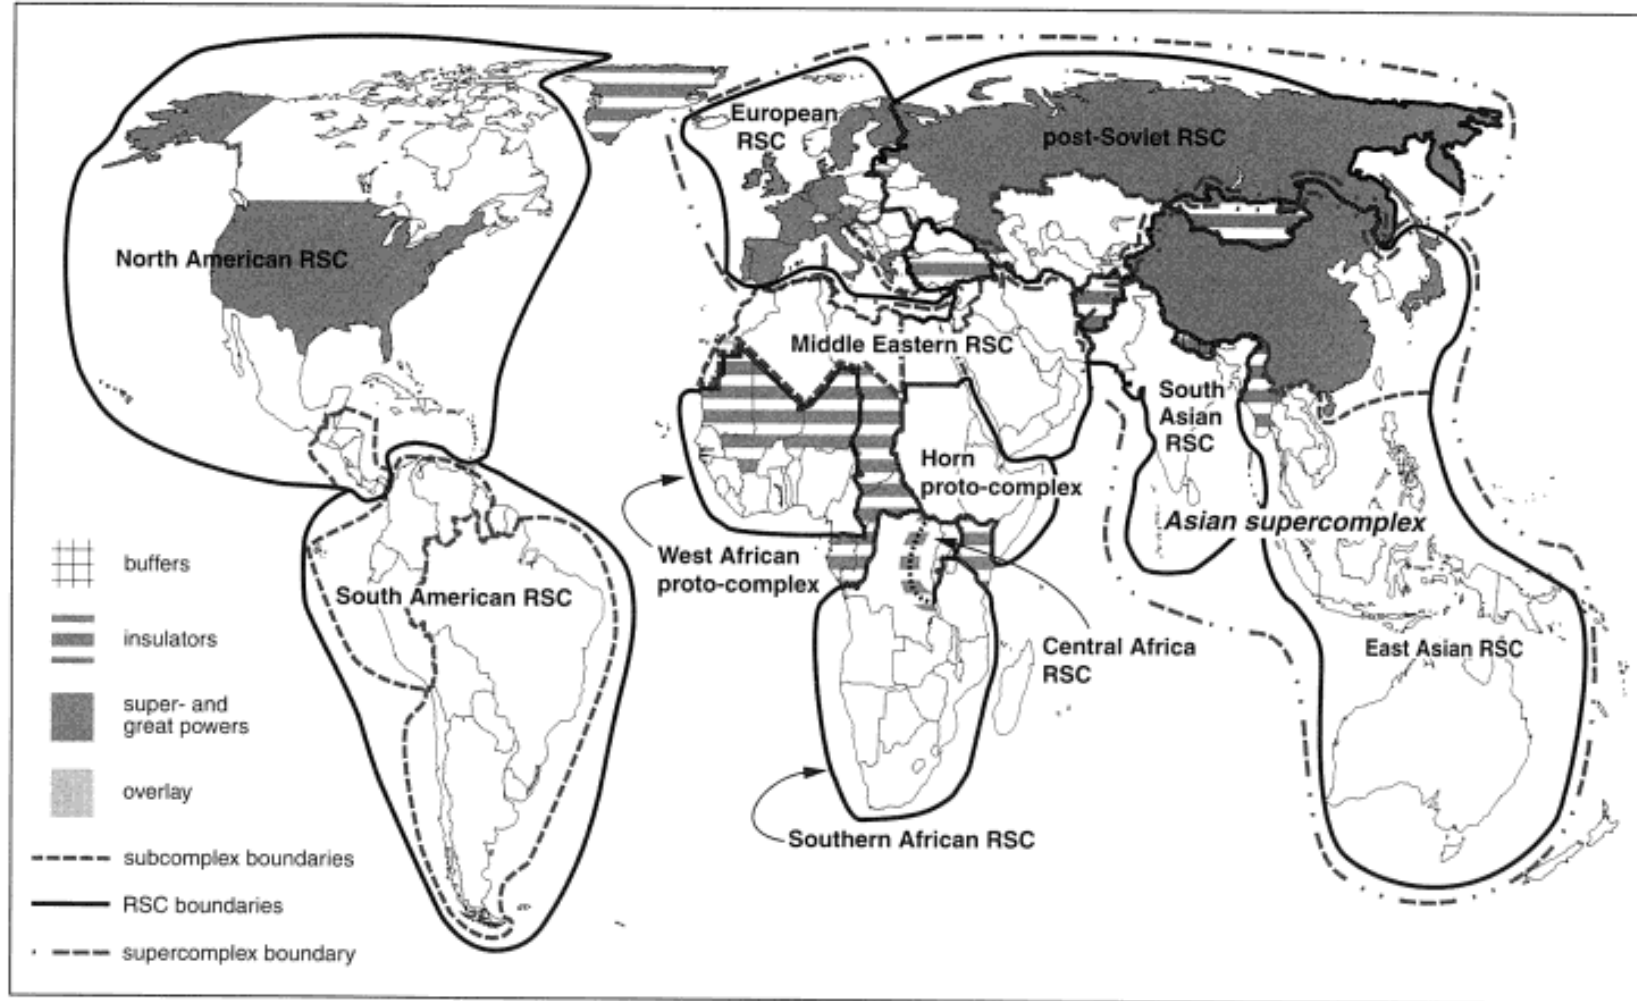 European
RSC
post-Soviet RSC
North American RSC
Middle Eastern RSC
South
Asian
RSC
Horn
proto-complex
Asian supercomplex
West African
proto-complex
South American RSC
Central Africa
RSC
East Asian RSC
Southern African RSC
buffers
insulators
super- and
great powers
overlay
subcomplex boundaries
RSC boundaries
supercomplex boundary